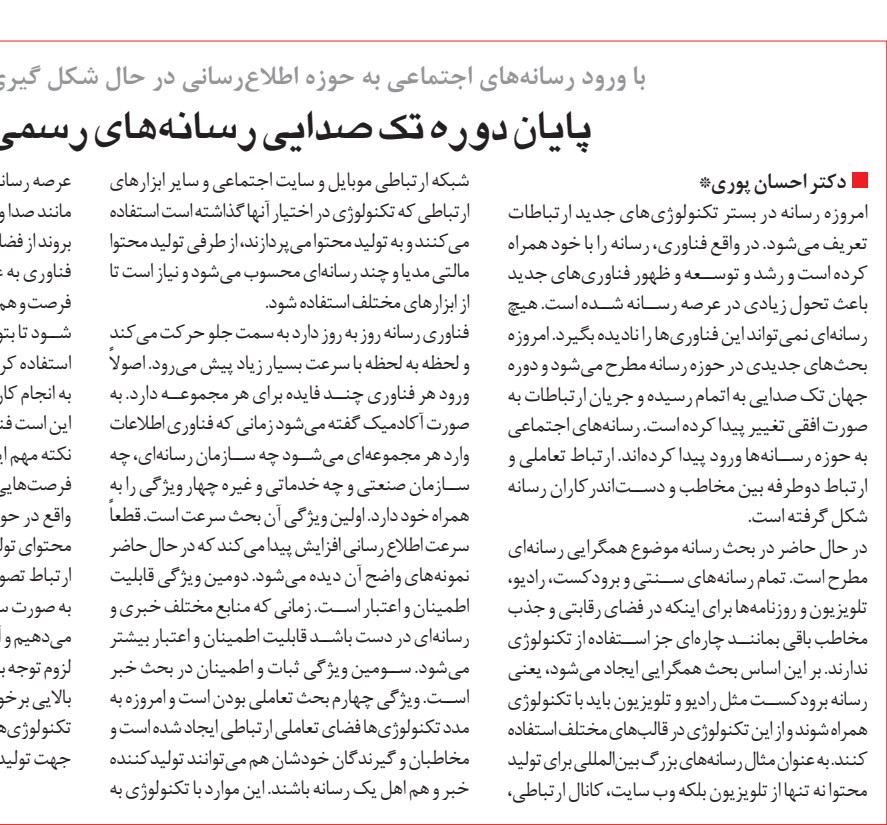 با ورود رسانه‌های اجتماعی به حوزه اطلاع‌رسانی در حال شکل گیری
پایان دوره تک صدایی رسانه‌های رسمی
دکتر احسان پوری*
امروزه رسانه در بستر تکنولوژی‌های جدید ارتباطات
تعریف می‌شود. در واقع فناوری، رسانه را با خود همراه
کرده است و رشد و توســعه و ظهور فناوری‌های جدید
باعث تحول زیادی در عرصه رســانه شــده است. هیچ
رسانه‌ای نمی‌تواند این فناوری‌ها را نادیده بگیرد. امروزه
بحث‌های جدیدی در حوزه رسانه مطرح می‌شود و دوره
جهان تک صدایی به اتمام رسیده و جریان ارتباطات به
صورت افقی تغییر پیدا کرده است. رسانه‌های اجتماعی
به حوزه رســانه‌ها ورود پیدا کرده‌اند. ارتباط تعاملی و
ارتباط دوطرفه بین مخاطب و دســت‌اندرکاران رسانه
شکل گرفته است.
در حال حاضر در بحث رسانه موضوع همگرایی رسانه‌ای
مطرح است. تمام رسانه‌های ســنتی و برودکست، رادیو،
تلویزیون و روزنامه‌ها برای اینکه در فضای رقابتی و جذب
مخاطب باقی بماننــد چاره‌ای جز اســتفاده از تکنولوژی
ندارند. بر این اساس بحث همگرایی ایجاد می‌شود، یعنی
رسانه برودکســت مثل رادیو و تلویزیون باید با تکنولوژی
همراه شوند و از این تکنولوژی در قالب‌های مختلف استفاده
کنند. به عنوان مثال رسانه‌های بزرگ بین‌المللی برای تولید
محتوا نه تنها از تلویزیون بلکه وب سایت، کانال ارتباطی،
شبکه ارتباطی موبایل و سایت اجتماعی و سایر ابزارهای
ارتباطی که تکنولوژی در اختیار آنها گذاشته است استفاده
می‌کنند و به تولید محتوا می‌پردازند، از طرفی تولید محتوا
مالتی مدیا و چند رسانه‌ای محسوب می‌شود و نیاز است تا
از ابزارهای مختلف استفاده شود.
فناوری رسانه روز به روز دارد به سمت جلو حرکت می‌کند
و لحظه به لحظه با سرعت بسیار زیاد پیش می‌رود. اصولاً
ورود هر فناوری چنــد فایده برای هر مجموعــه دارد. به
صورت آکادمیک گفته می‌شود زمانی که فناوری اطلاعات
وارد هر مجموعه‌ای می‌شــود چه ســازمان رسانه‌ای، چه
ســازمان صنعتی و چه خدماتی و غیره چهار ویژگی را به
همراه خود دارد. اولین ویژگی آن بحث سرعت است. قطعاً
سرعت اطلاع رسانی افزایش پیدا می‌کند که در حال حاضر
نمونه‌های واضح آن دیده می‌شود. دومین ویژگی قابلیت
اطمینان و اعتبار اســت. زمانی که منابع مختلف خبری و
رسانه‌ای در دست باشــد قابلیت اطمینان و اعتبار بیشتر
می‌شود. ســومین ویژگی ثبات و اطمینان در بحث خبر
اســت. ویژگی چهارم بحث تعاملی بودن است و امروزه به
مدد تکنولوژی‌ها فضای تعاملی ارتباطی ایجاد شده است و
مخاطبان و گیرندگان خودشان هم می‌توانند تولیدکننده
خبر و هم اهل یک رسانه باشند. این موارد با تکنولوژی به
عرصه رسانه
مانند صدا و
بروند از فضا
فناوری به
فرصت و هم
شــود تا بتو
استفاده کر
به انجام کار
این است فن
نکته مهم ای
فرصت‌هایی
واقع در حو
محتوای تول
ارتباط تصو
به صورت س
می‌دهیم و آ
لزوم توجه ب
بالایی برخو
تکنولوژی‌ه
جهت تولید